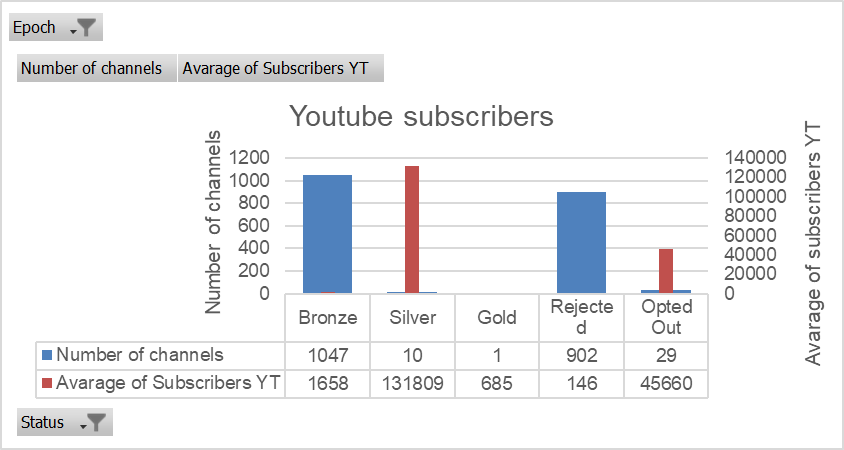 Epoch
Number of channels Avarage of Subscribers YT
Youtube subscribers
Number of channels
1200
1000
800
600
400
200
0
140000
120000
100000
80000
60000
40000
20000
0
Avarage of subscribers YT
Bronze Silver Gold Rejected Opted Out
Number of channels 1047 10 1 902 29
Avarage of Subscribers YT 1658 131809 685 146 45660
Status